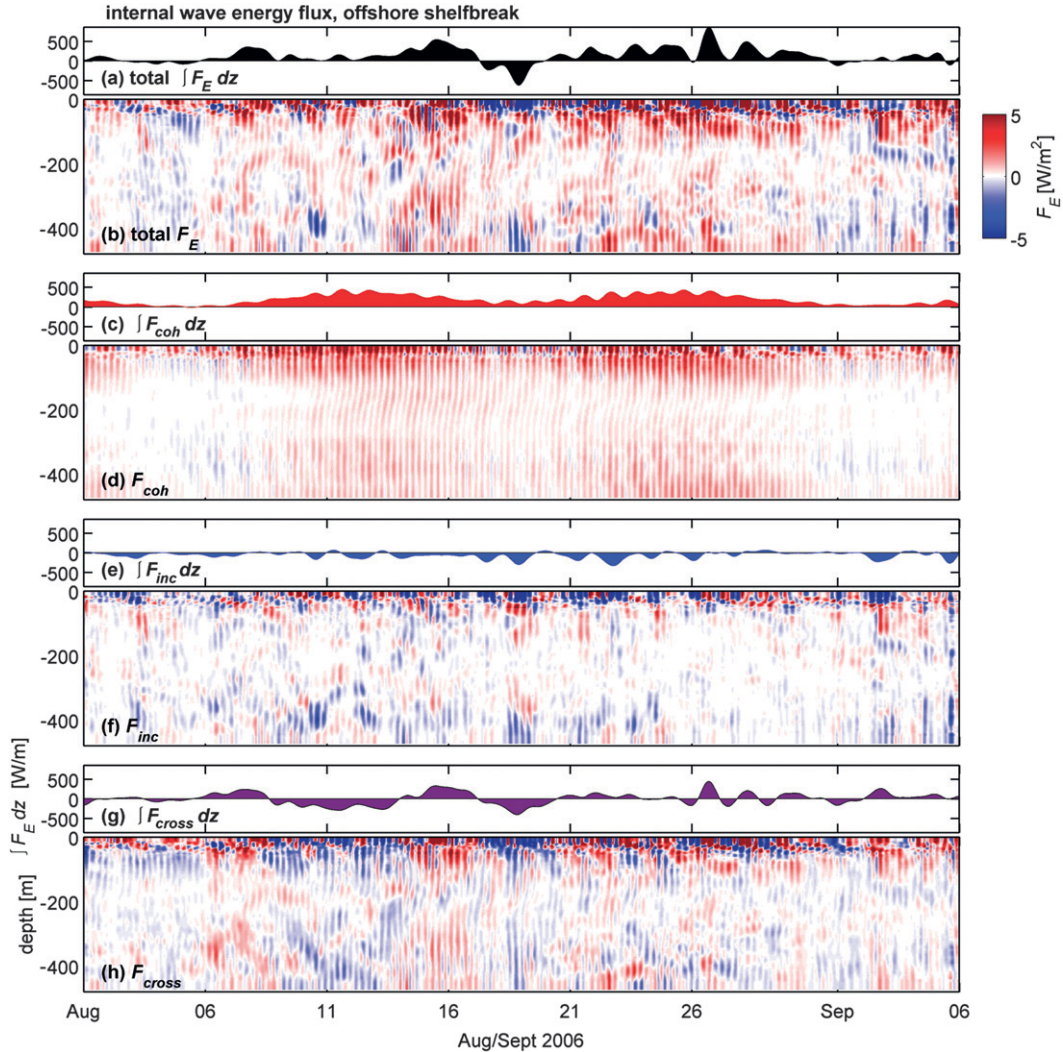 internal wave energy flux, offshore shelfbreak
500
0
-500
(a) total ∫ F_E dz
0
-200
-400
(b) total F_E
5
0
-5
F_E [W/m²]
500
0
-500
(c) ∫ F_coh dz
0
-200
-400
(d) F_coh
500
0
-500
(e) ∫ F_inc dz
0
-200
-400
(f) F_inc
500
0
-500
(g) ∫ F_cross dz
0
-200
-400
(h) F_cross
∫ F_E dz [W/m]
depth [m]
Aug 06 11 16 21 26 Sep 06
Aug/Sept 2006